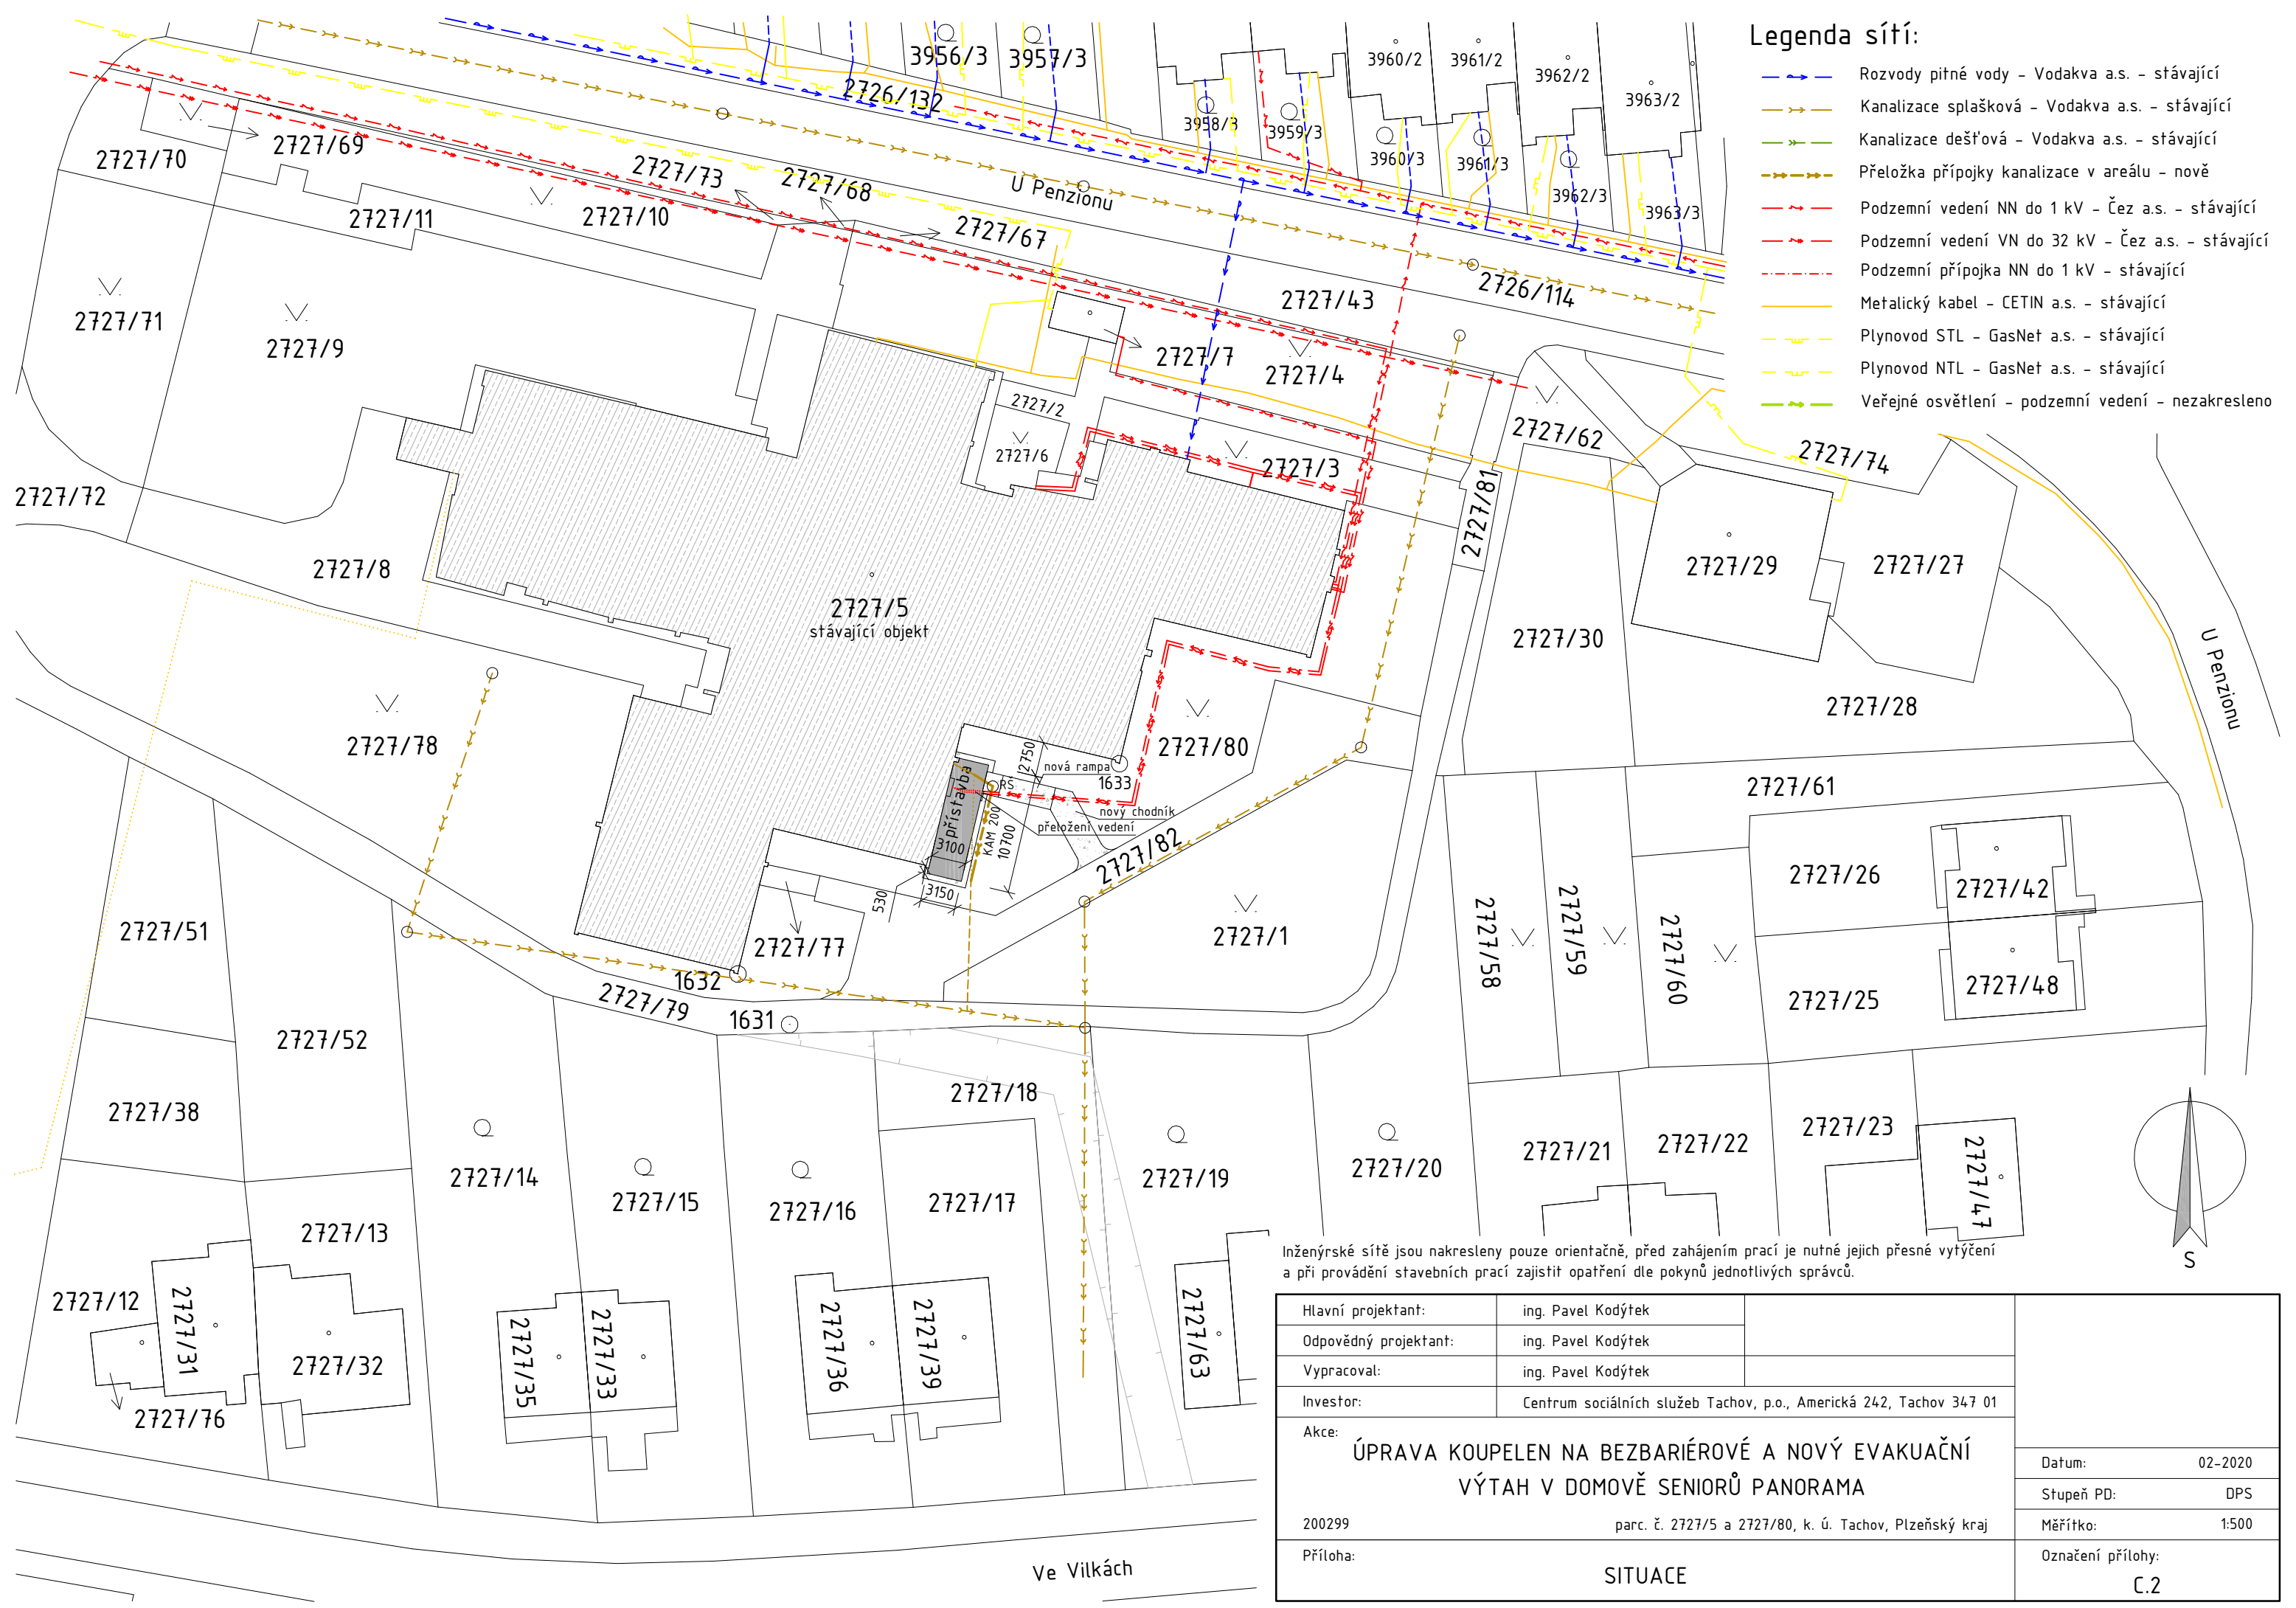 Legenda sítí:
Rozvody pitné vody – Vodakva a.s. – stávající
Kanalizace splašková – Vodakva a.s. – stávající
Kanalizace dešťová – Vodakva a.s. – stávající
Přeložka přípojky kanalizace v areálu – nově
Podzemní vedení NN do 1 kV – Čez a.s. – stávající
Podzemní vedení VN do 32 kV – Čez a.s. – stávající
Podzemní přípojka NN do 1 kV – stávající
Metalický kabel – CETIN a.s. – stávající
Plynovod STL – GasNet a.s. – stávající
Plynovod NTL – GasNet a.s. – stávající
Veřejné osvětlení – podzemní vedení – nezakresleno
3956/3
3957/3
2726/132
3960/2
3961/2
3962/2
3963/2
3958/3
3959/3
3960/3
3961/3
3962/3
3963/3
2727/70
2727/69
2727/73
2727/68
U Penzionu
2727/11
2727/10
2727/67
2727/43
2726/114
2727/71
2727/9
2727/7
2727/4
2727/2
2727/6
2727/3
2727/62
2727/74
2727/72
2727/81
2727/8
2727/5
stávající objekt
2727/29
2727/27
2727/30
U Penzionu
2727/28
2727/78
2727/80
2750
nová rampa
1633
RŠ
přístavba
nový chodník
přeložení vedení
KAM 200
10700
3100
3150
530
2727/82
2727/61
2727/26
2727/42
2727/51
2727/77
2727/1
2727/58
2727/59
2727/60
2727/25
2727/48
1632
2727/79
1631
2727/52
2727/38
2727/18
2727/14
2727/15
2727/16
2727/17
2727/19
2727/20
2727/21
2727/22
2727/23
2727/47
2727/13
2727/12
2727/31
2727/32
2727/76
2727/35
2727/33
2727/36
2727/39
2727/63
Ve Vilkách
S
Inženýrské sítě jsou nakresleny pouze orientačně, před zahájením prací je nutné jejich přesné vytýčení
a při provádění stavebních prací zajistit opatření dle pokynů jednotlivých správců.
Hlavní projektant: ing. Pavel Kodýtek
Odpovědný projektant: ing. Pavel Kodýtek
Vypracoval: ing. Pavel Kodýtek
Investor: Centrum sociálních služeb Tachov, p.o., Americká 242, Tachov 347 01
Akce:
ÚPRAVA KOUPELEN NA BEZBARIÉROVÉ A NOVÝ EVAKUAČNÍ
VÝTAH V DOMOVĚ SENIORŮ PANORAMA
200299 parc. č. 2727/5 a 2727/80, k. ú. Tachov, Plzeňský kraj
Příloha:
SITUACE
Datum: 02-2020
Stupeň PD: DPS
Měřítko: 1:500
Označení přílohy:
C.2